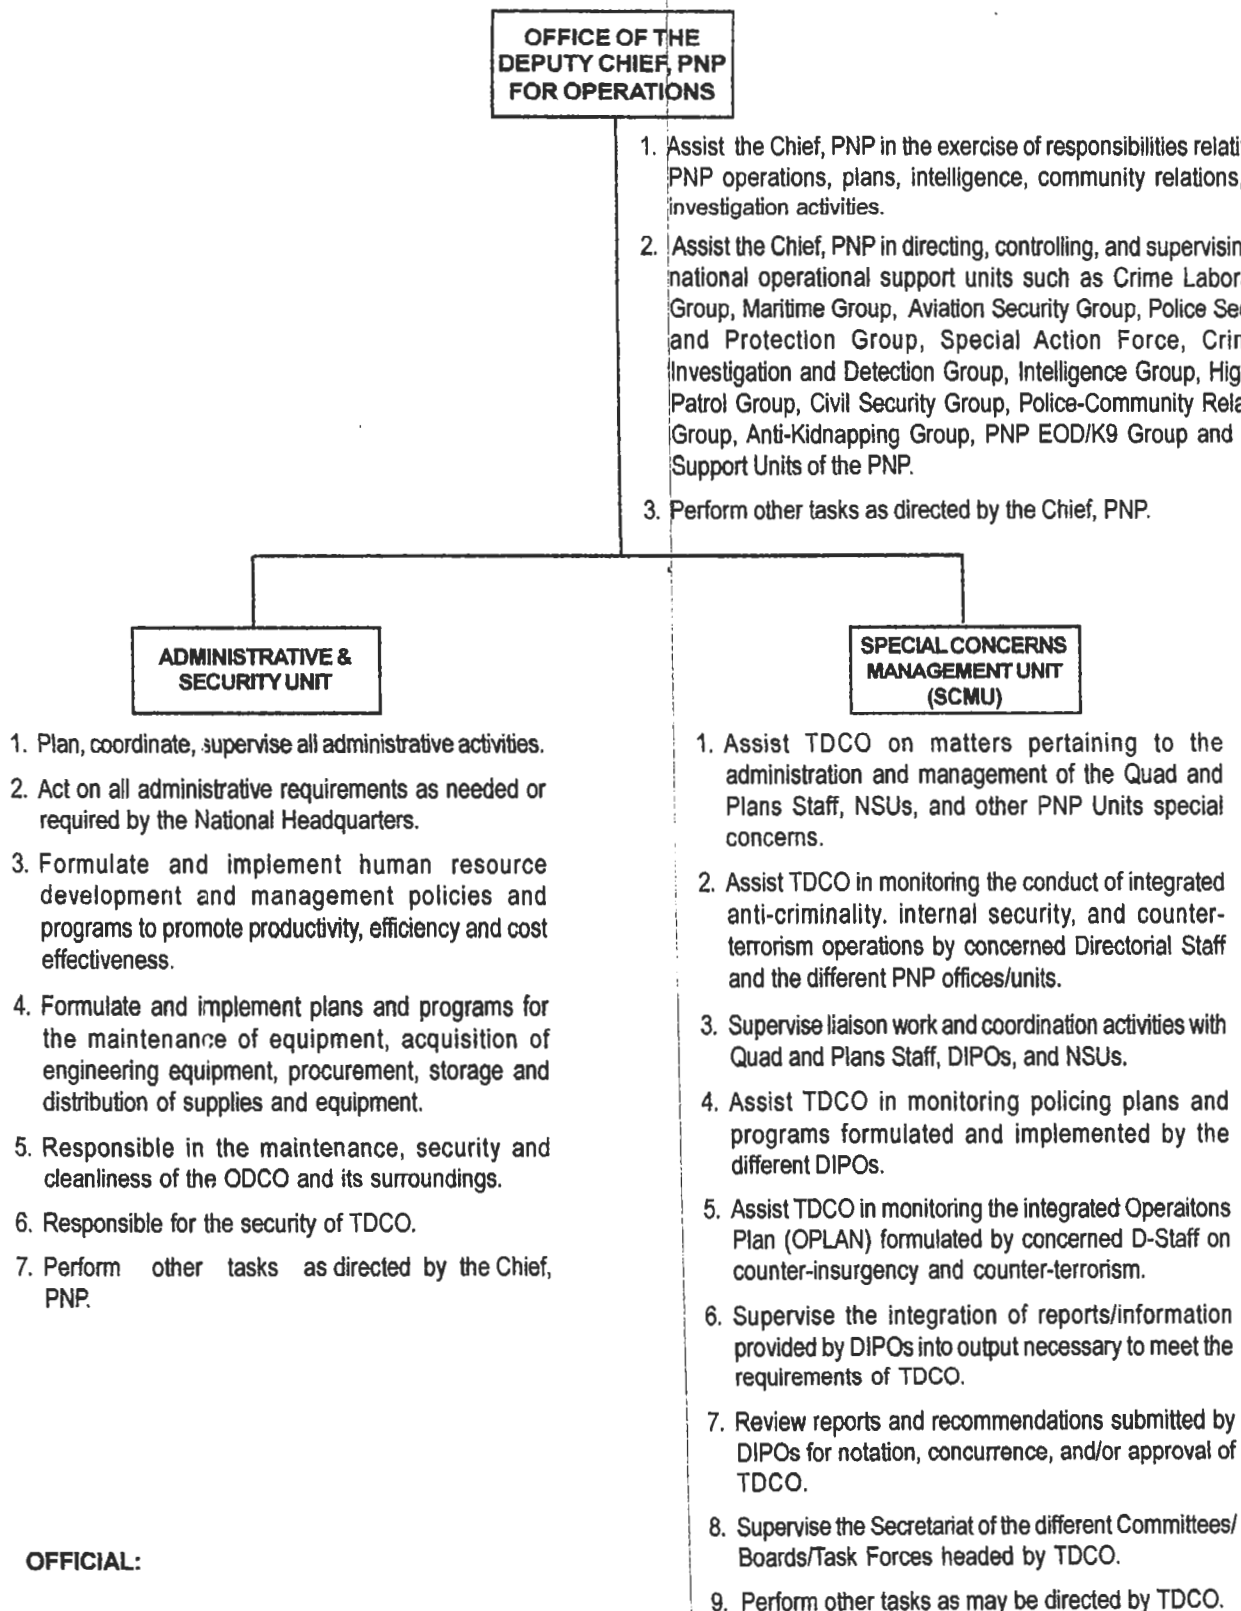 OFFICE OF THE
DEPUTY CHIEF, PNP
FOR OPERATIONS
1. Assist the Chief, PNP in the exercise of responsibilities relati
PNP operations, plans, intelligence, community relations,
investigation activities.
2. Assist the Chief, PNP in directing, controlling, and supervisin
national operational support units such as Crime Labor
Group, Maritime Group, Aviation Security Group, Police Se
and Protection Group, Special Action Force, Crir
Investigation and Detection Group, Intelligence Group, Hig
Patrol Group, Civil Security Group, Police-Community Rela
Group, Anti-Kidnapping Group, PNP EOD/K9 Group and
Support Units of the PNP.
3. Perform other tasks as directed by the Chief, PNP.
ADMINISTRATIVE &
SECURITY UNIT
1. Plan, coordinate, supervise all administrative activities.
2. Act on all administrative requirements as needed or
required by the National Headquarters.
3. Formulate and implement human resource
development and management policies and
programs to promote productivity, efficiency and cost
effectiveness.
4. Formulate and implement plans and programs for
the maintenance of equipment, acquisition of
engineering equipment, procurement, storage and
distribution of supplies and equipment.
5. Responsible in the maintenance, security and
cleanliness of the ODCO and its surroundings.
6. Responsible for the security of TDCO.
7. Perform other tasks as directed by the Chief,
PNP.
OFFICIAL:
SPECIAL CONCERNS
MANAGEMENT UNIT
(SCMU)
1. Assist TDCO on matters pertaining to the
administration and management of the Quad and
Plans Staff, NSUs, and other PNP Units special
concerns.
2. Assist TDCO in monitoring the conduct of integrated
anti-criminality. internal security, and counter-
terrorism operations by concerned Directorial Staff
and the different PNP offices/units.
3. Supervise liaison work and coordination activities with
Quad and Plans Staff, DIPOs, and NSUs.
4. Assist TDCO in monitoring policing plans and
programs formulated and implemented by the
different DIPOs.
5. Assist TDCO in monitoring the integrated Operaitons
Plan (OPLAN) formulated by concerned D-Staff on
counter-insurgency and counter-terrorism.
6. Supervise the integration of reports/information
provided by DIPOs into output necessary to meet the
requirements of TDCO.
7. Review reports and recommendations submitted by
DIPOs for notation, concurrence, and/or approval of
TDCO.
8. Supervise the Secretariat of the different Committees/
Boards/Task Forces headed by TDCO.
9. Perform other tasks as may be directed by TDCO.